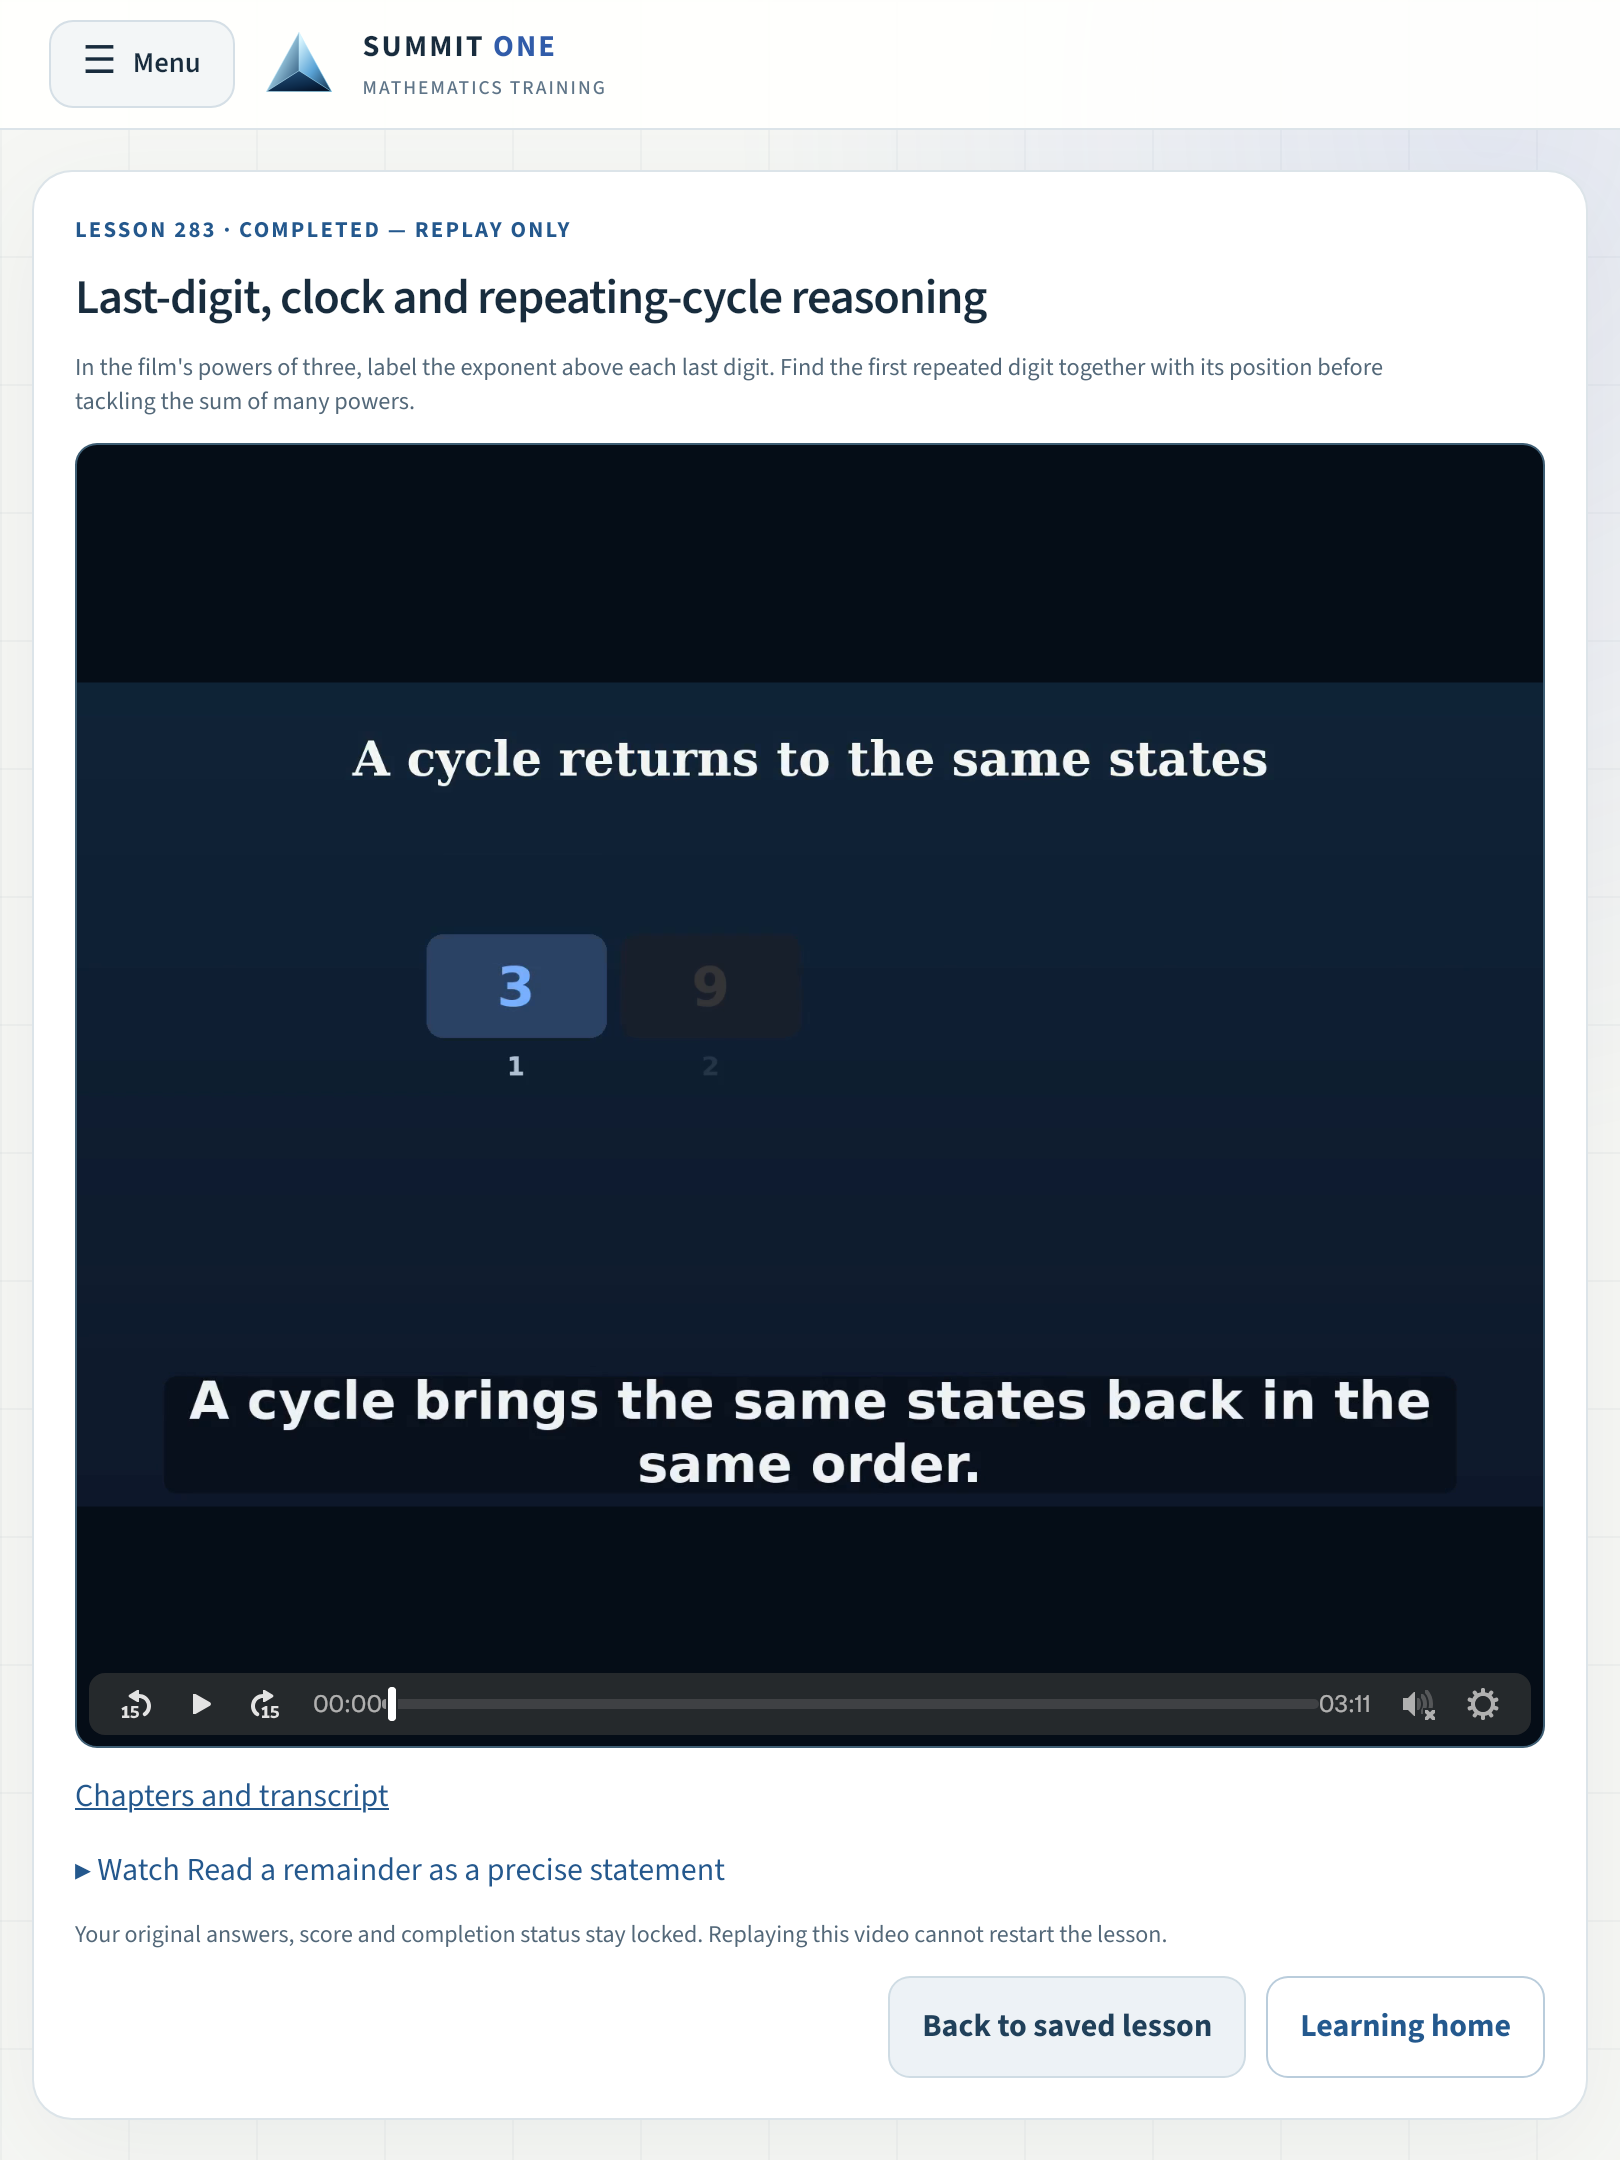 ☰ Menu
SUMMIT ONE
MATHEMATICS TRAINING
LESSON 283 · COMPLETED — REPLAY ONLY
Last-digit, clock and repeating-cycle reasoning
In the film's powers of three, label the exponent above each last digit. Find the first repeated digit together with its position before
tackling the sum of many powers.
A cycle returns to the same states
3 9
1 2
A cycle brings the same states back in the
same order.
15 15 00:00 03:11
Chapters and transcript
▸ Watch Read a remainder as a precise statement
Your original answers, score and completion status stay locked. Replaying this video cannot restart the lesson.
Back to saved lesson Learning home